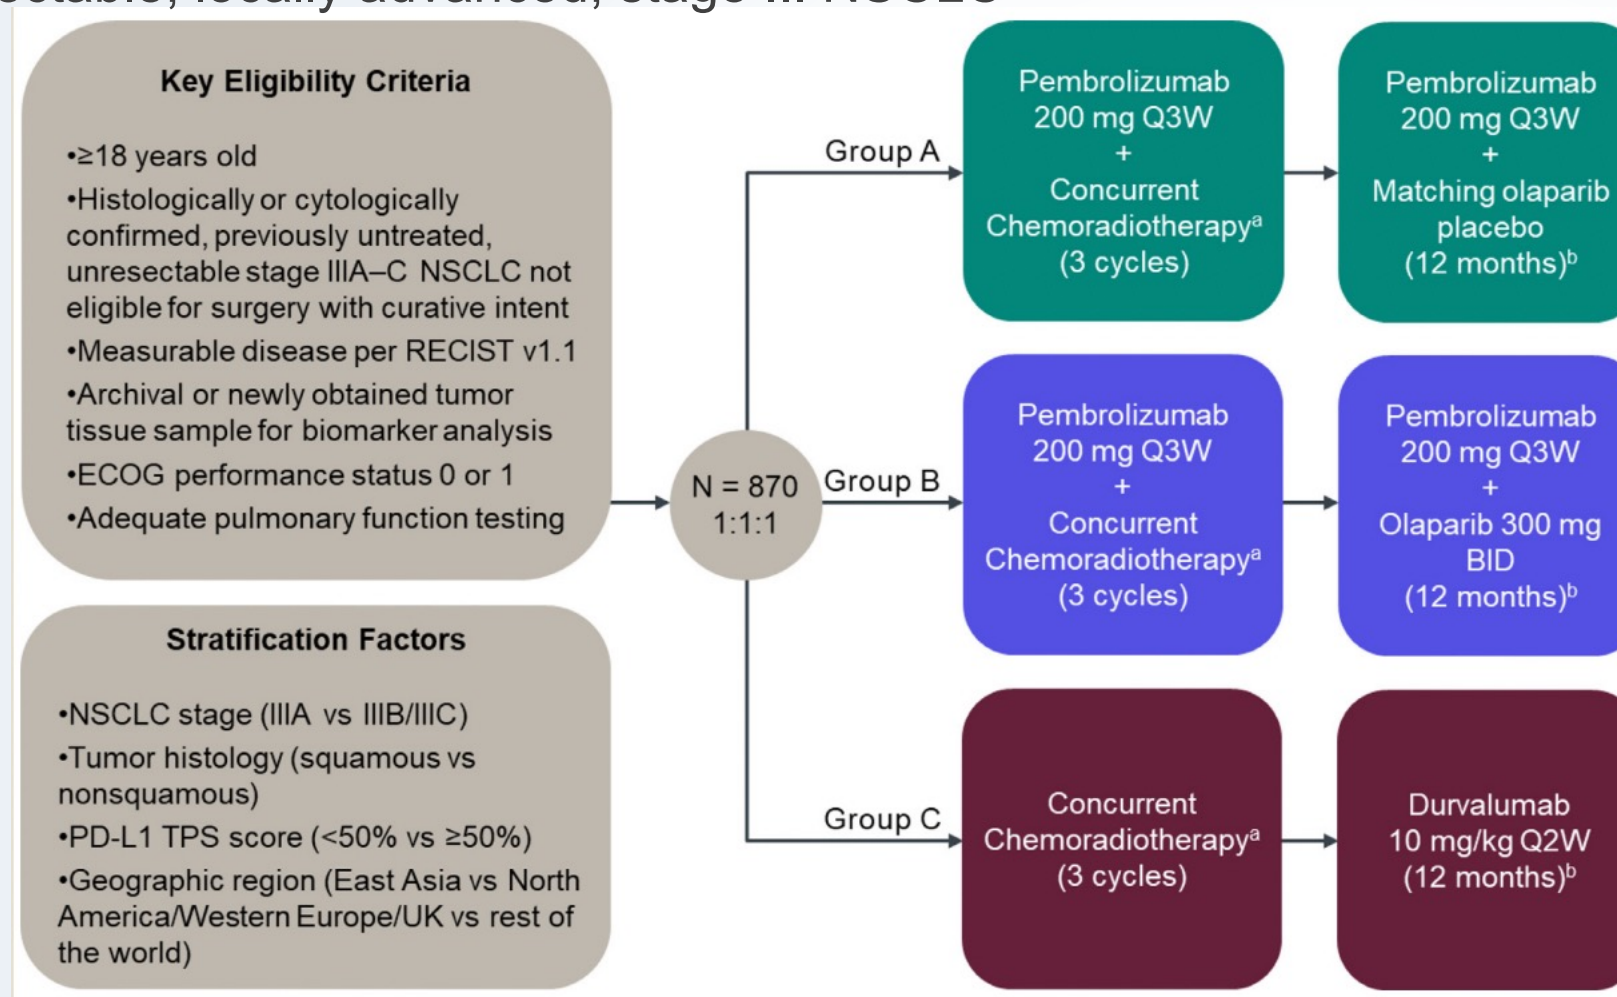 locally advanced, stage III NSCLC
Key Eligibility Criteria
•≥18 years old
•Histologically or cytologically
confirmed, previously untreated,
unresectable stage IIIA–C NSCLC not
eligible for surgery with curative intent
•Measurable disease per RECIST v1.1
•Archival or newly obtained tumor
tissue sample for biomarker analysis
•ECOG performance status 0 or 1
•Adequate pulmonary function testing
Stratification Factors
•NSCLC stage (IIIA vs IIIB/IIIC)
•Tumor histology (squamous vs
nonsquamous)
•PD-L1 TPS score (<50% vs ≥50%)
•Geographic region (East Asia vs North
America/Western Europe/UK vs rest of
the world)
N = 870
1:1:1
Group A
Pembrolizumab
200 mg Q3W
+
Concurrent
Chemoradiotherapyᵃ
(3 cycles)
Pembrolizumab
200 mg Q3W
+
Matching olaparib
placebo
(12 months)ᵇ
Group B
Pembrolizumab
200 mg Q3W
+
Concurrent
Chemoradiotherapyᵃ
(3 cycles)
Pembrolizumab
200 mg Q3W
+
Olaparib 300 mg
BID
(12 months)ᵇ
Group C
Concurrent
Chemoradiotherapyᵃ
(3 cycles)
Durvalumab
10 mg/kg Q2W
(12 months)ᵇ